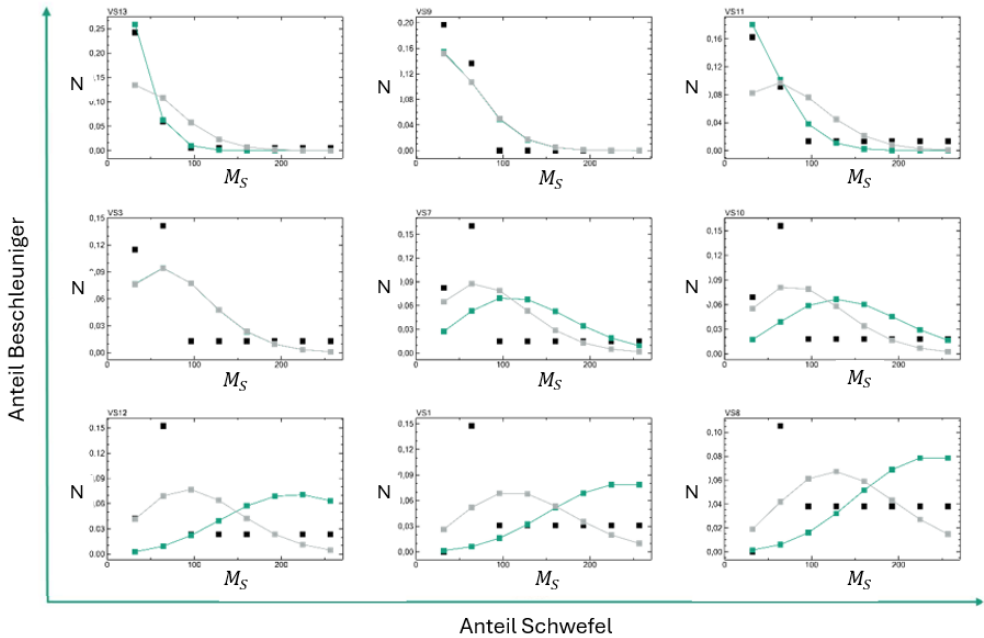 Anteil Beschleuniger
VS13
0,25
0,20
0,15
,10
0,05
0,00
N
0
100
200
M_S
VS9
0,20
0,16
0,12
,08
0,04
0,00
N
0
100
200
M_S
VS11
0,16
0,12
,08
0,04
0,00
N
0
100
200
M_S
VS3
0,15
0,12
,09
,06
0,03
0,00
N
0
100
200
M_S
VS7
0,15
0,12
,09
,06
0,03
0,00
N
0
100
200
M_S
VS10
0,15
0,12
,09
,06
0,03
0,00
N
0
100
200
M_S
VS12
0,15
0,12
,09
,06
0,03
0,00
N
0
100
200
M_S
VS1
0,15
0,12
,09
,06
0,03
0,00
N
0
100
200
M_S
VS8
0,10
0,08
,06
0,04
0,02
0,00
N
0
100
200
M_S
Anteil Schwefel